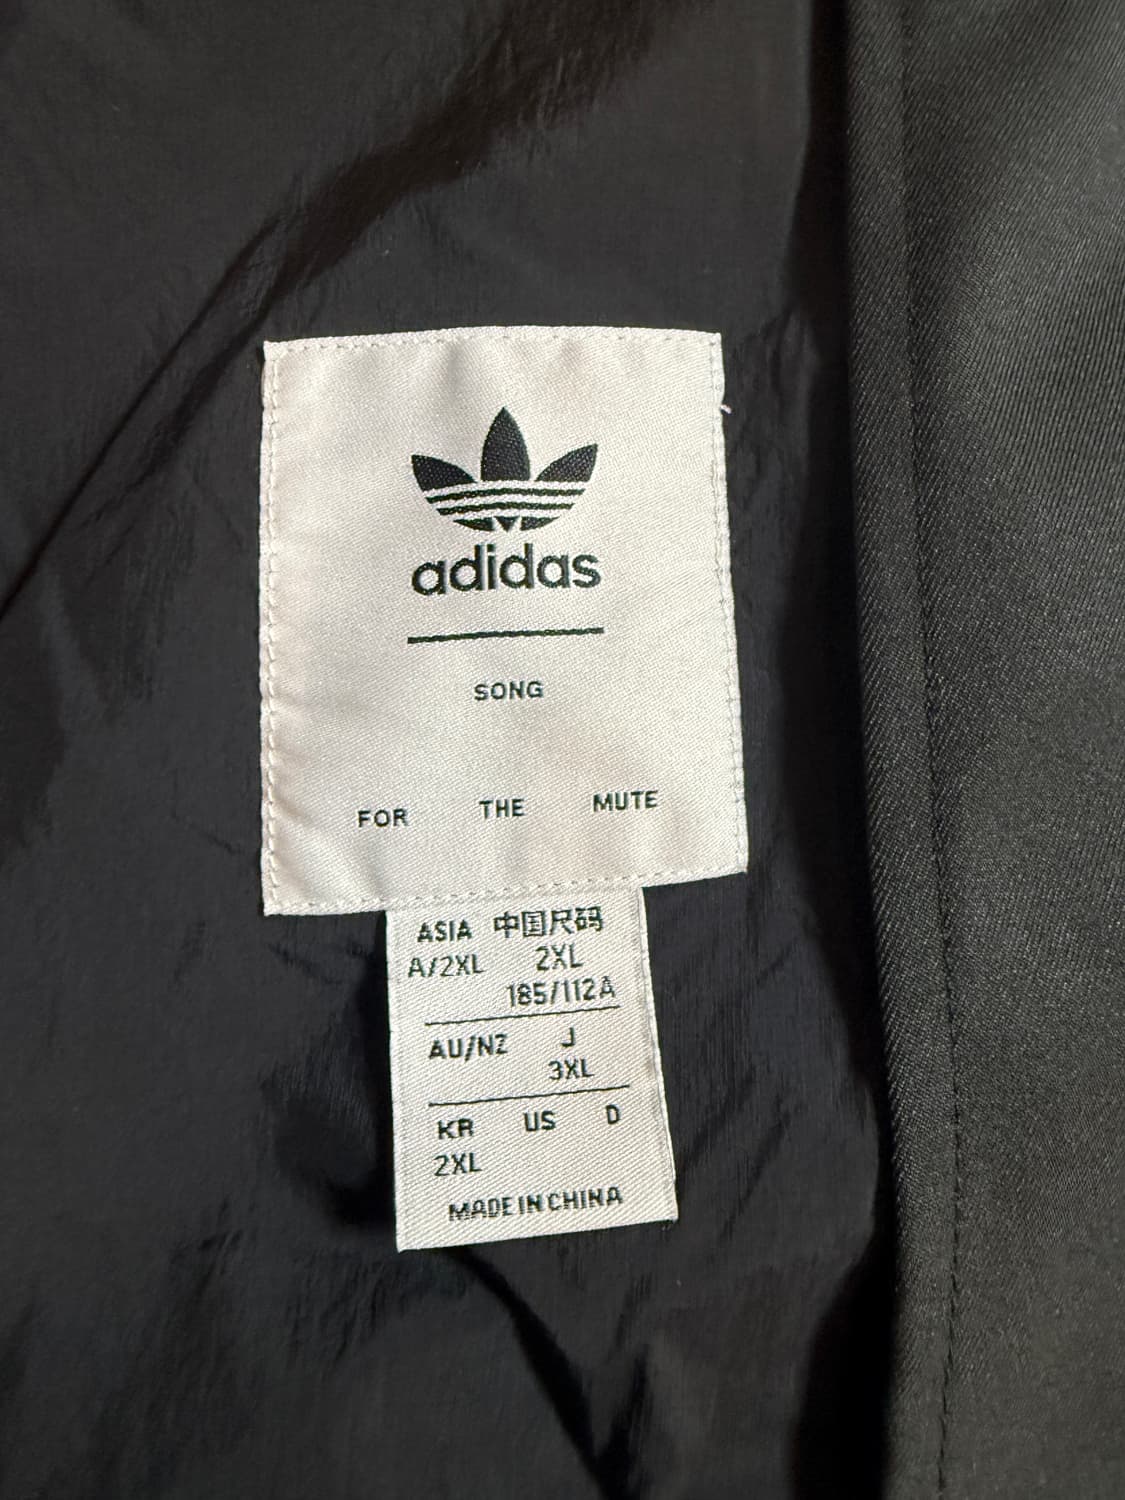 adidas
SONG
FOR THE MUTE
ASIA 中国尺码
A/2XL 2XL
185/112A
AU/NZ J
3XL
KR US D
2XL
MADE IN CHINA